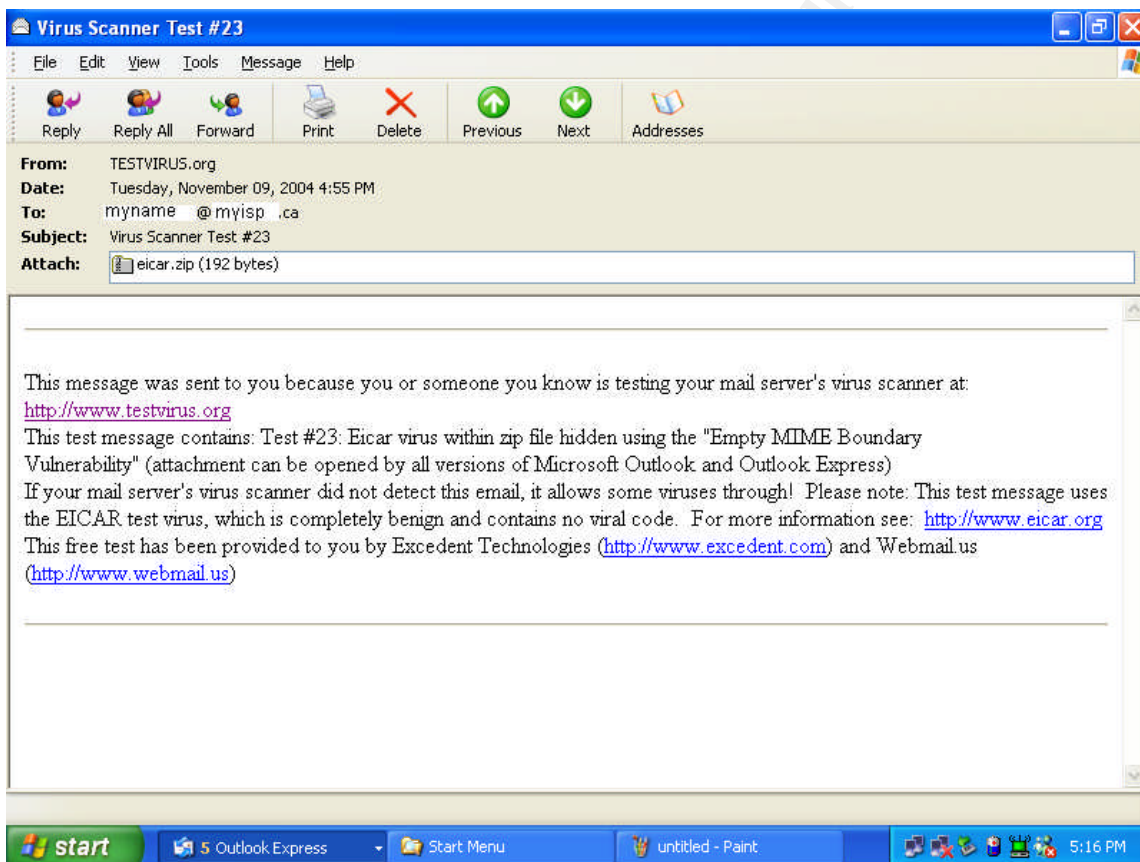 Virus Scanner Test #23
File Edit View Tools Message Help
Reply Reply All Forward Print Delete Previous Next Addresses
From: TESTVIRUS.org
Date: Tuesday, November 09, 2004 4:55 PM
To: myname @ myisp .ca
Subject: Virus Scanner Test #23
Attach: eicar.zip (192 bytes)
This message was sent to you because you or someone you know is testing your mail server's virus scanner at:
http://www.testvirus.org
This test message contains: Test #23: Eicar virus within zip file hidden using the "Empty MIME Boundary
Vulnerability" (attachment can be opened by all versions of Microsoft Outlook and Outlook Express)
If your mail server's virus scanner did not detect this email, it allows some viruses through! Please note: This test message uses
the EICAR test virus, which is completely benign and contains no viral code. For more information see: http://www.eicar.org
This free test has been provided to you by Excedent Technologies (http://www.excedent.com) and Webmail.us
(http://www.webmail.us)
start 5 Outlook Express Start Menu untitled - Paint 5:16 PM